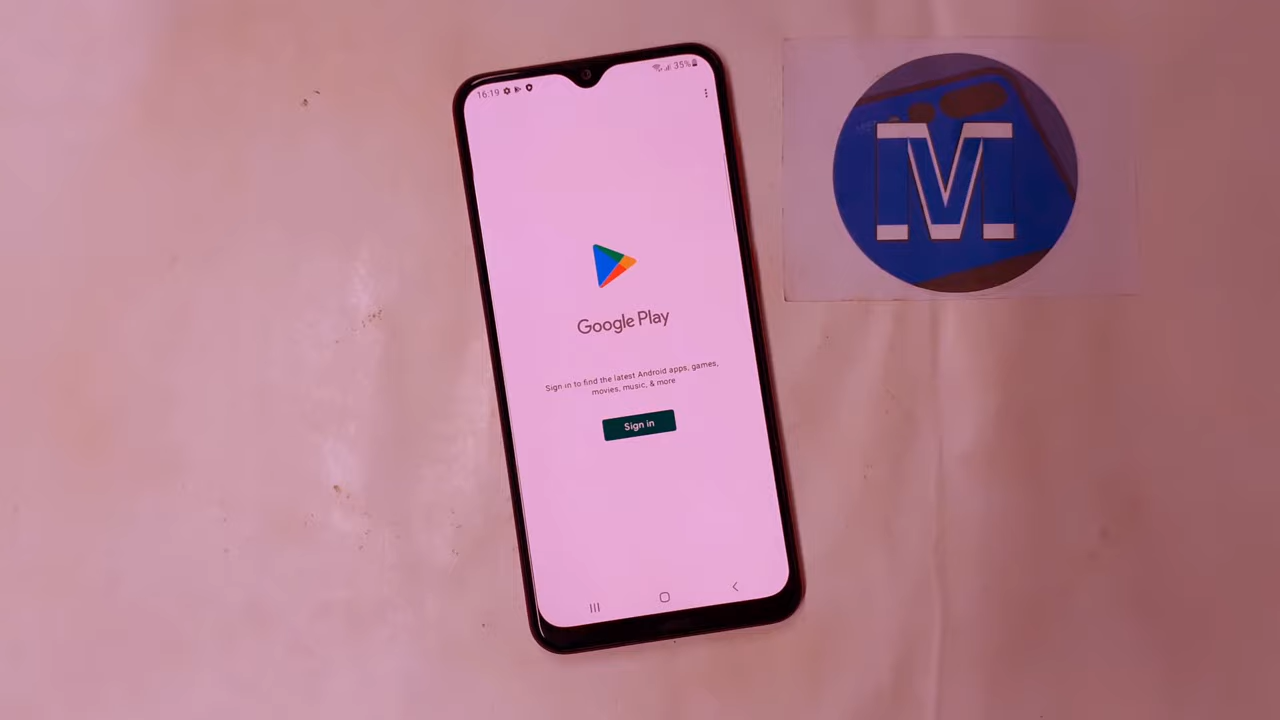 16:19
35%
Google Play
Sign in to find the latest Android apps, games,
movies, music, & more
Sign in
M